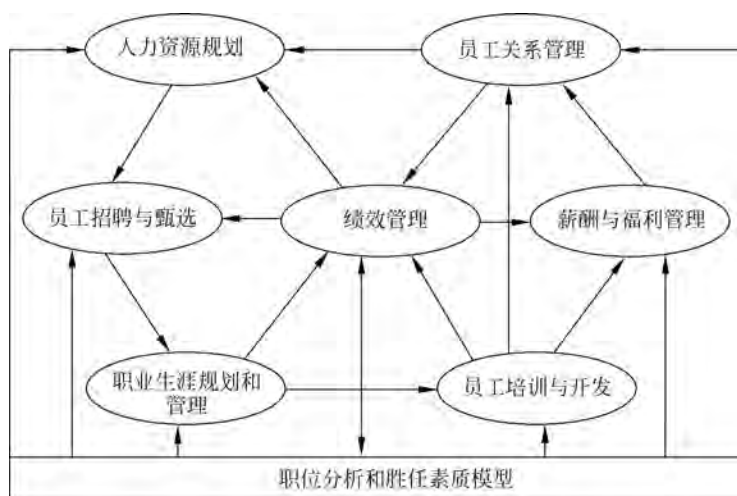 人力资源规划
员工关系管理
员工招聘与甄选
绩效管理
薪酬与福利管理
职业生涯规划和
管理
员工培训与开发
职位分析和胜任素质模型